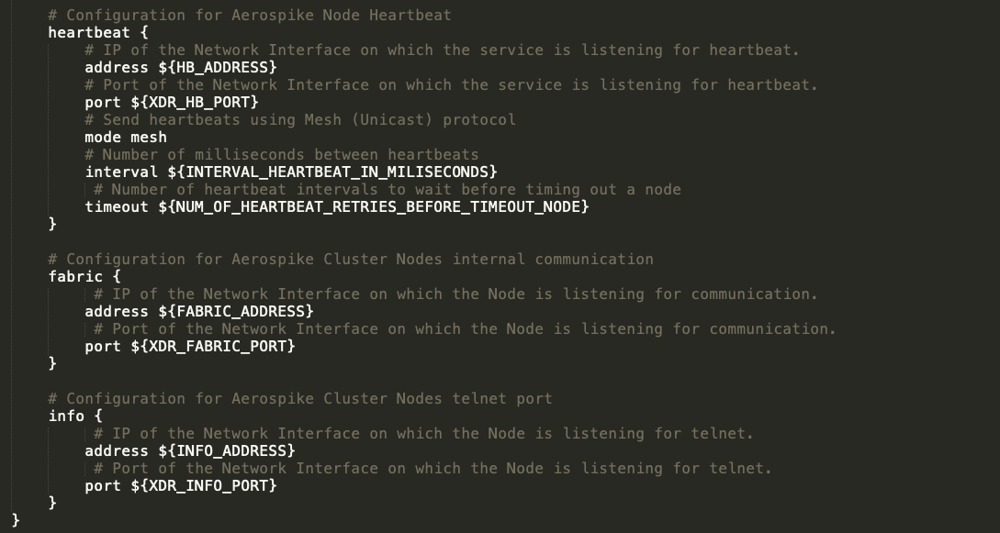 # Configuration for Aerospike Node Heartbeat
heartbeat {
# IP of the Network Interface on which the service is listening for heartbeat.
address ${HB_ADDRESS}
# Port of the Network Interface on which the service is listening for heartbeat.
port ${XDR_HB_PORT}
# Send heartbeats using Mesh (Unicast) protocol
mode mesh
# Number of milliseconds between heartbeats
interval ${INTERVAL_HEARTBEAT_IN_MILISECONDS}
# Number of heartbeat intervals to wait before timing out a node
timeout ${NUM_OF_HEARTBEAT_RETRIES_BEFORE_TIMEOUT_NODE}
}
# Configuration for Aerospike Cluster Nodes internal communication
fabric {
# IP of the Network Interface on which the Node is listening for communication.
address ${FABRIC_ADDRESS}
# Port of the Network Interface on which the Node is listening for communication.
port ${XDR_FABRIC_PORT}
}
# Configuration for Aerospike Cluster Nodes telnet port
info {
# IP of the Network Interface on which the Node is listening for telnet.
address ${INFO_ADDRESS}
# Port of the Network Interface on which the Node is listening for telnet.
port ${XDR_INFO_PORT}
}
}